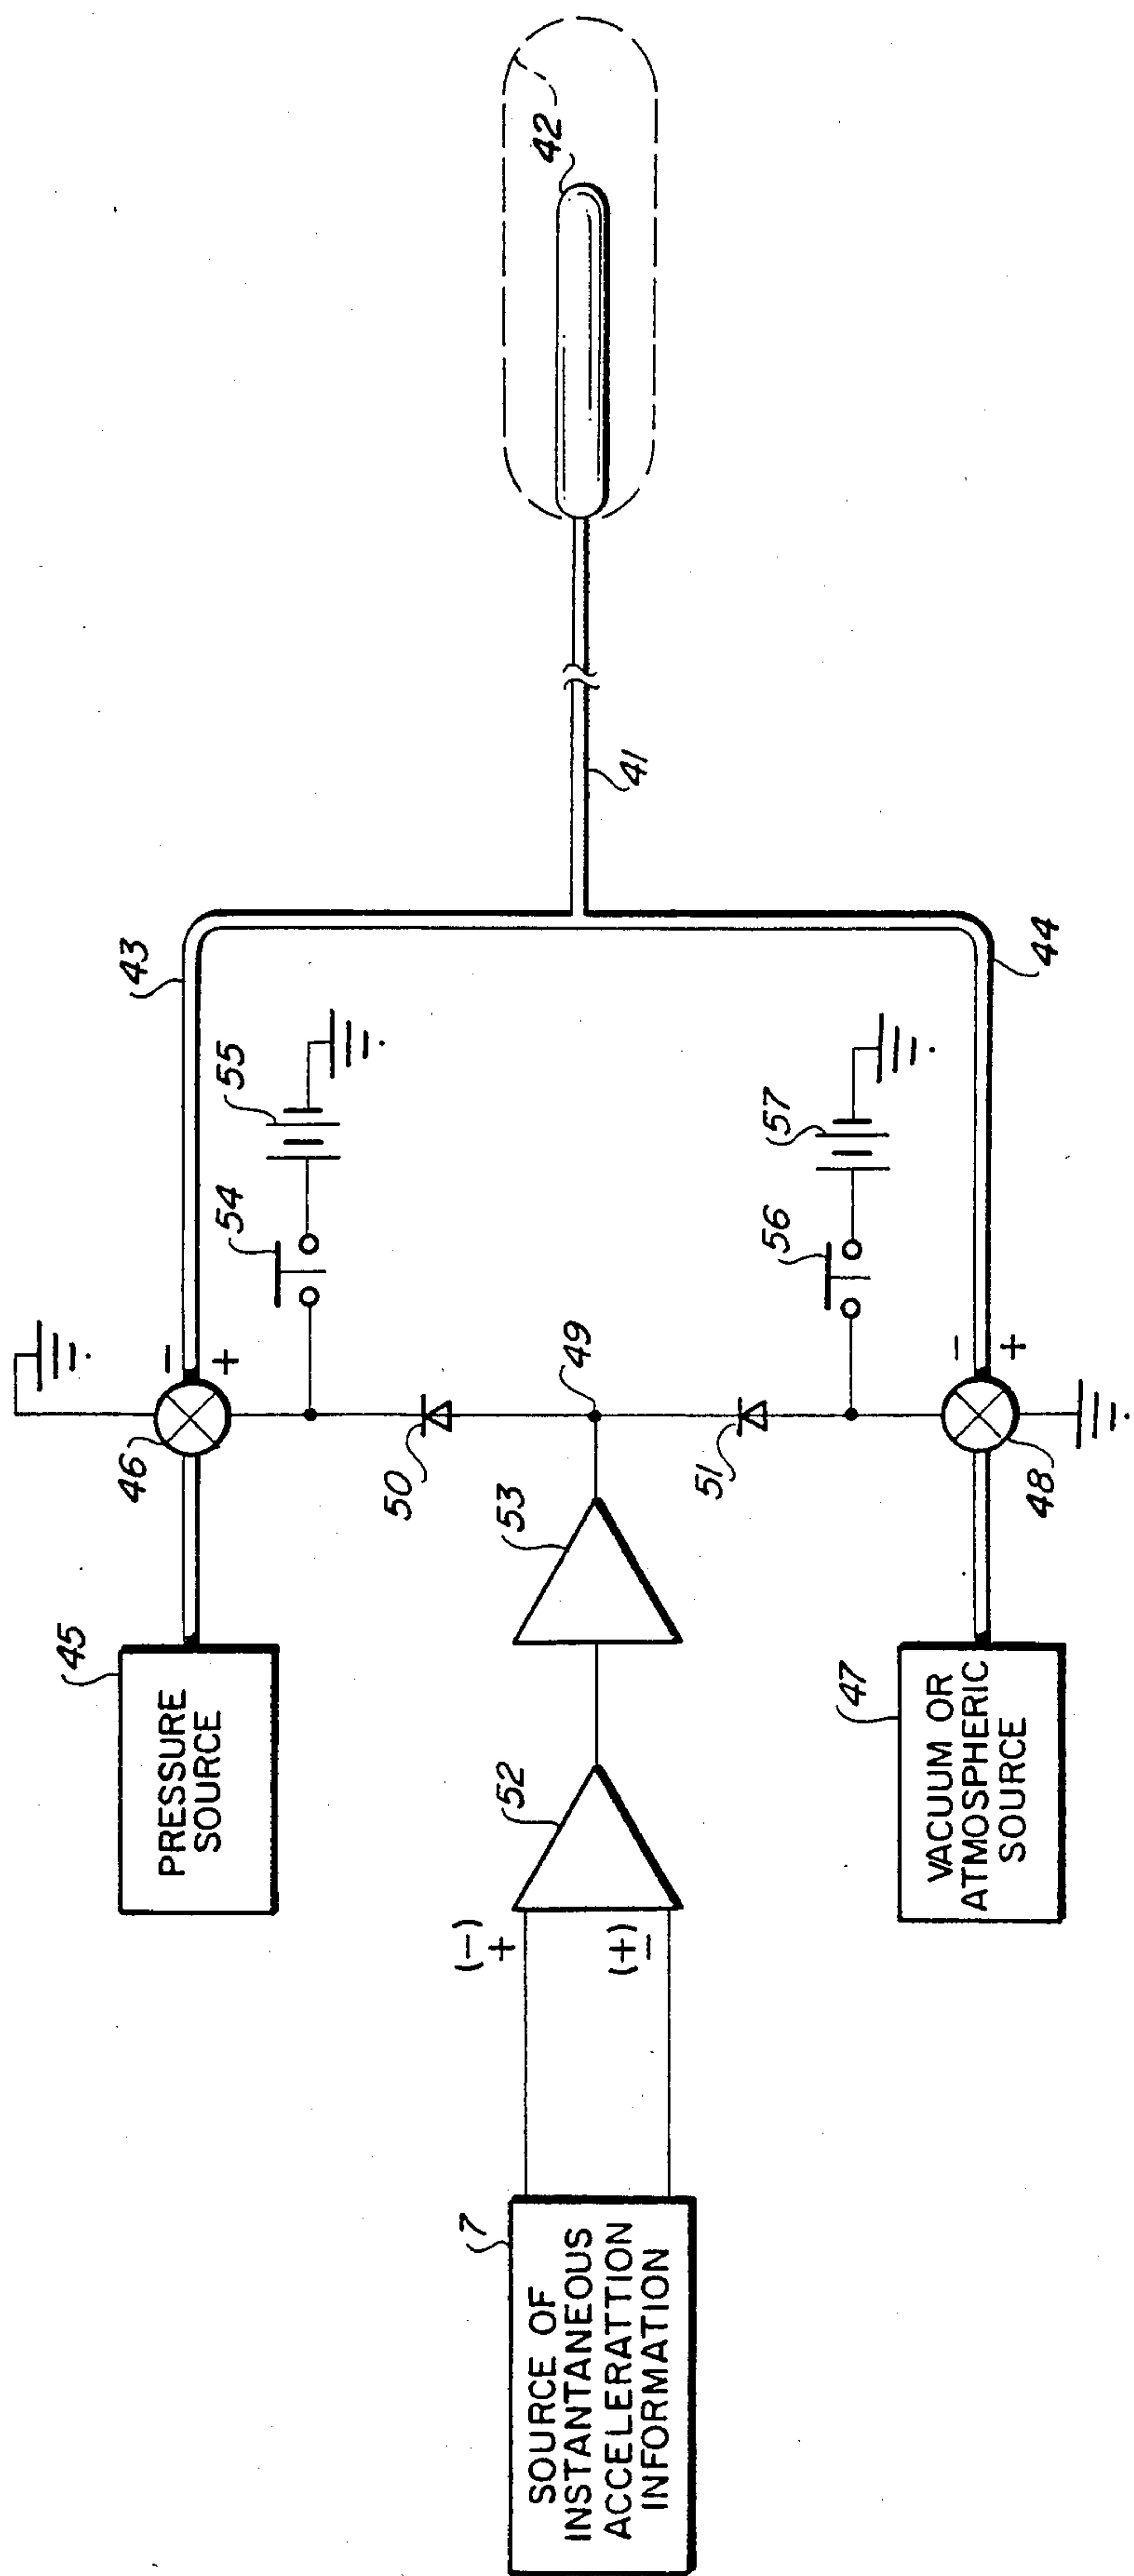 PRESSURE
SOURCE
45
46
−
+
43
54
55
50
49
42
41
SOURCE OF
INSTANTANEOUS
ACCELERATTION
INFORMATION
7
(−)
+
(+)
−
52
53
51
56
57
VACUUM OR
ATMOSPHERIC
SOURCE
47
48
−
+
44